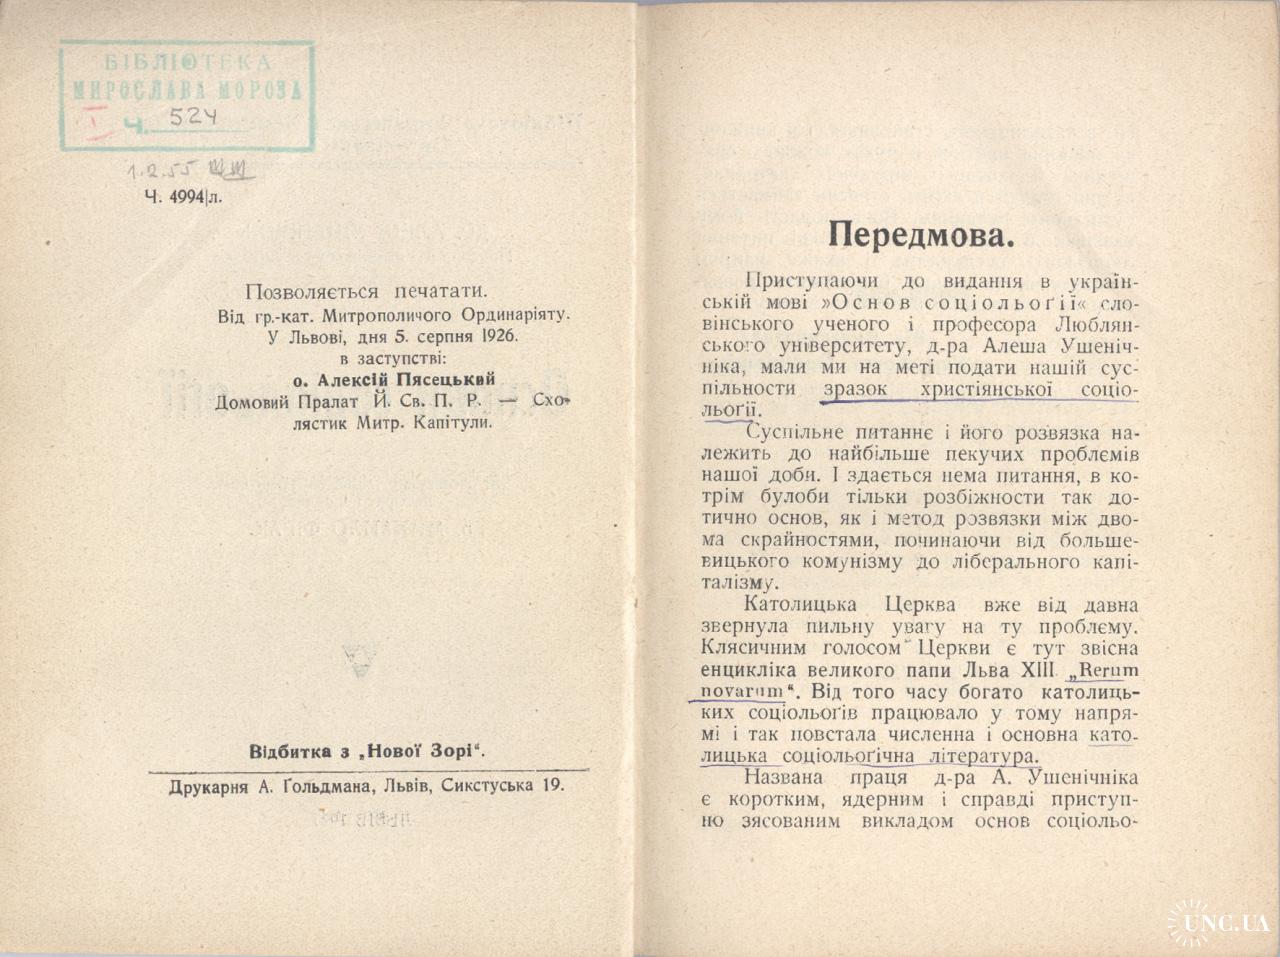 БІБЛІОТЕКА
МИРОСЛАВА МОРОЗА
І
Ч. 524
1.2.55
Ч. 4994|л.
Позволяється печатати.
Від гр.-кат. Митрополичого Ординаріяту.
У Львові, дня 5. серпня 1926.
в заступстві:
о. Алексій Пясецький
Домовий Пралат Й. Св. П. Р. — Схо-
лястик Митр. Капітули.
Відбитка з „Нової Зорі“.
Друкарня А. Ґольдмана, Львів, Сикстуська 19.
Передмова.
Приступаючи до видання в україн-
ській мові »Основ соціольоґії« сло-
вінського ученого і професора Люблян-
ського університету, д-ра Алеша Ушеніч-
ніка, мали ми на меті подати нашій сус-
пільности зразок християнської соціо-
льоґії.
Суспільне питаннє і його розвязка на-
лежить до найбільше пекучих проблємів
нашої доби. І здається нема питання, в ко-
трім булоби тільки розбіжности так до-
тично основ, як і метод розвязки між дво-
ма скрайностями, починаючи від больше-
вицького комунізму до ліберального капі-
талізму.
Католицька Церква вже від давна
звернула пильну увагу на ту проблєму.
Клясичним голосом Церкви є тут звісна
енцикліка великого папи Льва XIII. „Rerum
novarum“. Від того часу богато католиць-
ких соціольоґів працювало у тому напря-
мі і так повстала численна і основна като-
лицька соціольоґічна література.
Названа праця д-ра А. Ушенічніка
є коротким, ядерним і справді приступ-
но зясованим викладом основ соціольо-
UNC.UA